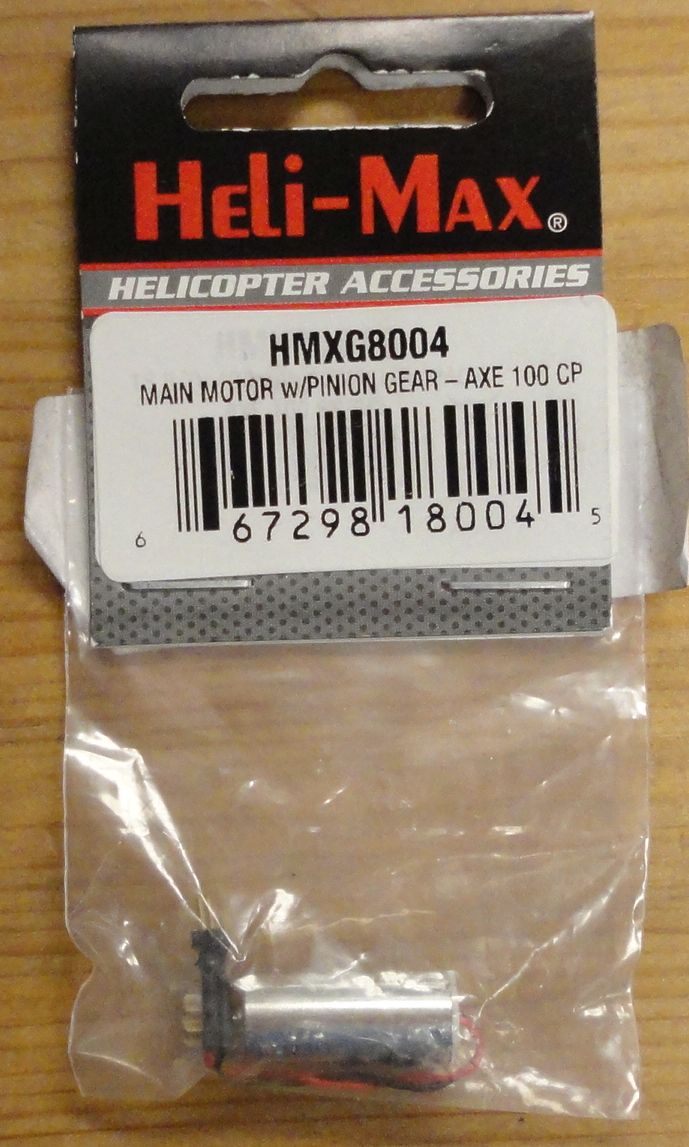 Heli-Max®
HELICOPTER ACCESSORIES
HMXG8004
MAIN MOTOR w/PINION GEAR – AXE 100 CP
6 67298 18004 5